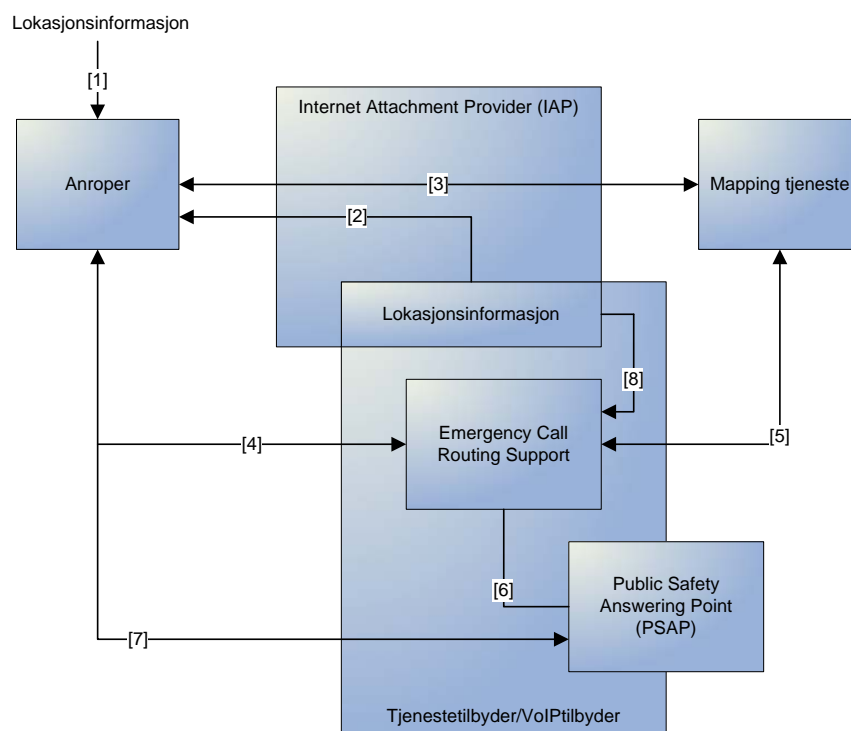 Lokasjonsinformasjon
[1]
Internet Attachment Provider (IAP)
Anroper
[3]
Mapping tjeneste
[2]
Lokasjonsinformasjon
[8]
Emergency Call
Routing Support
[4]
[5]
[6]
Public Safety
Answering Point
(PSAP)
[7]
Tjenestetilbyder/VoIPtilbyder